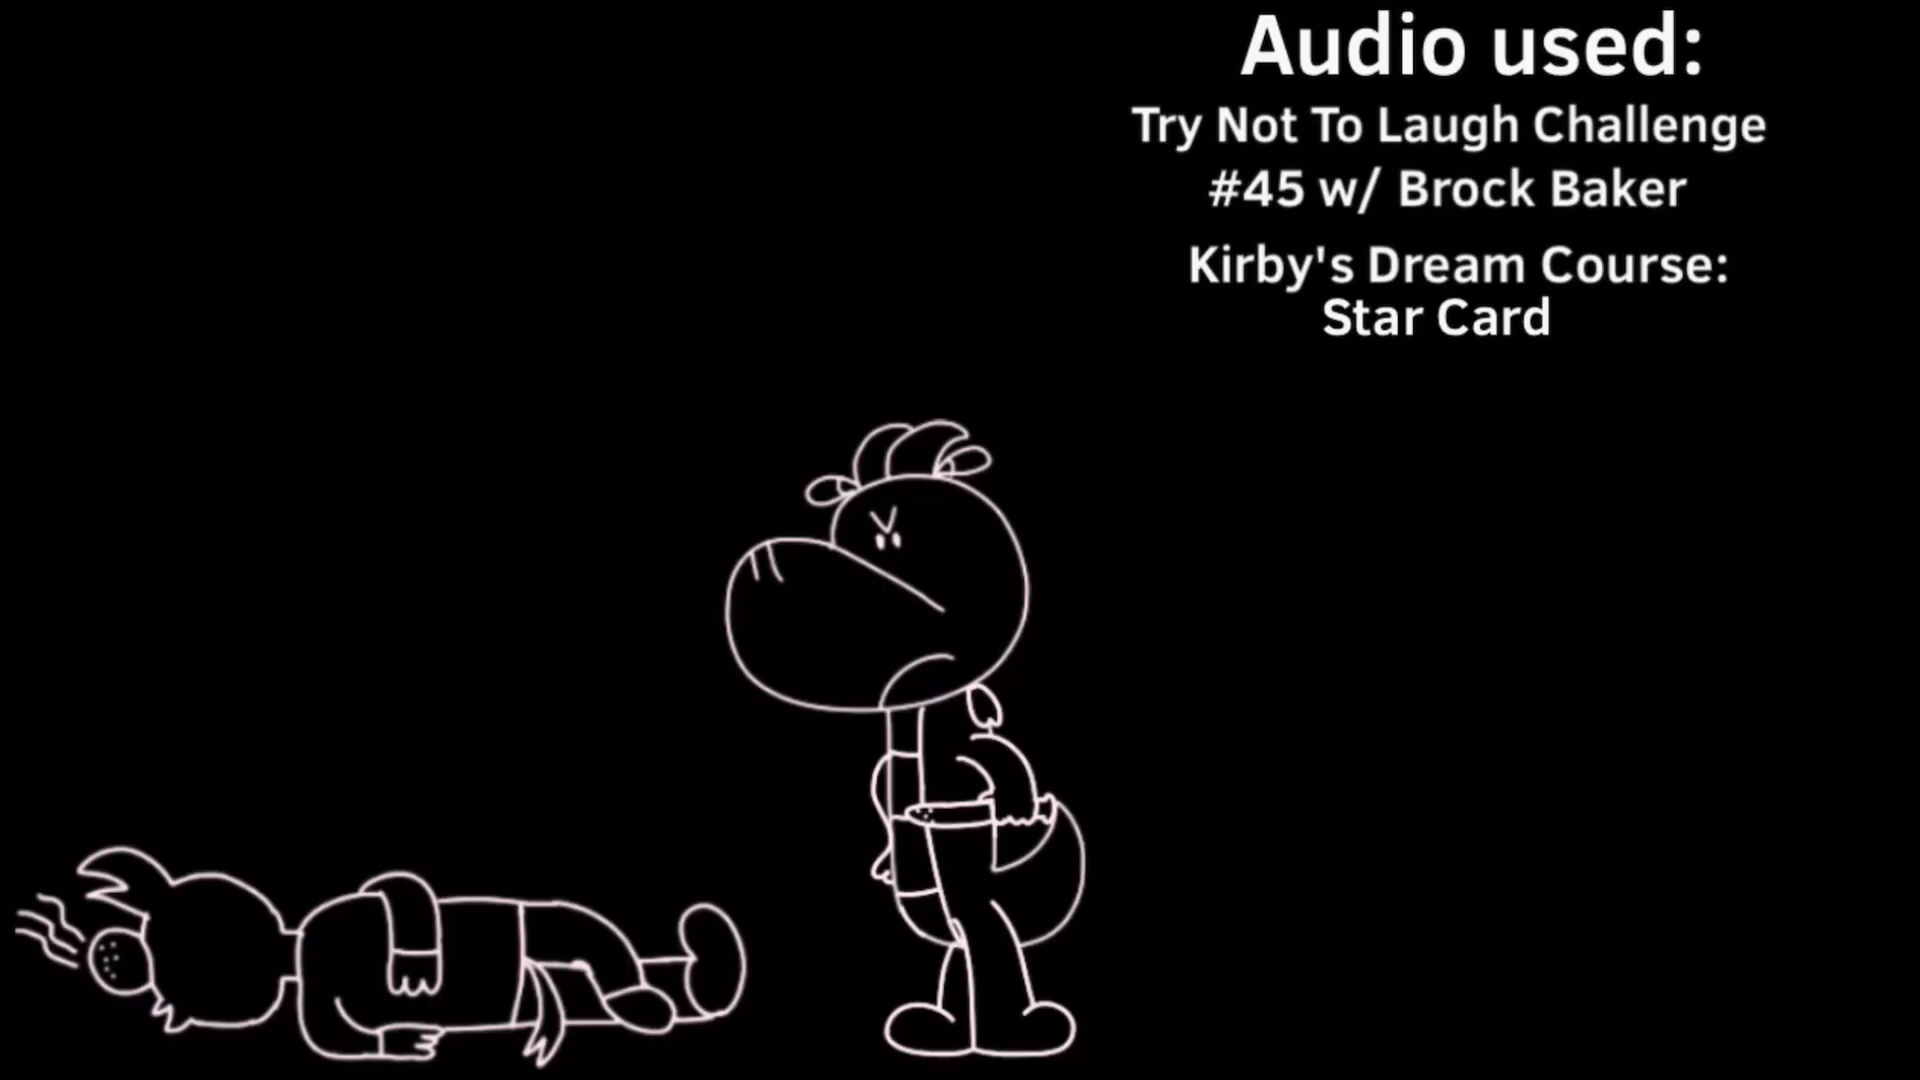 Audio used:
Try Not To Laugh Challenge
#45 w/ Brock Baker
Kirby's Dream Course:
Star Card